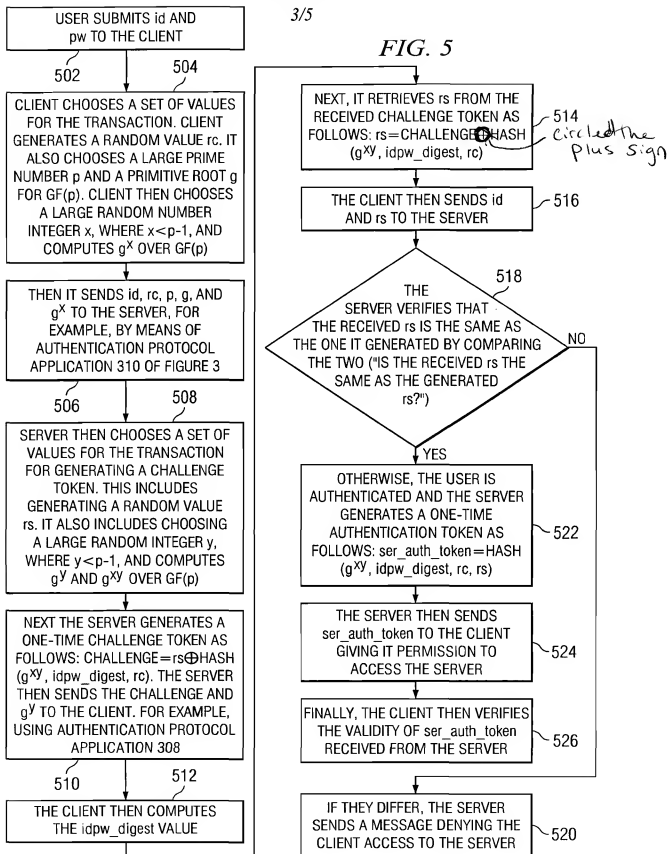 3/5
FIG. 5
USER SUBMITS id AND
pw TO THE CLIENT
502
504
CLIENT CHOOSES A SET OF VALUES
FOR THE TRANSACTION. CLIENT
GENERATES A RANDOM VALUE rc. IT
ALSO CHOOSES A LARGE PRIME
NUMBER p AND A PRIMITIVE ROOT g
FOR GF(p). CLIENT THEN CHOOSES
A LARGE RANDOM NUMBER
INTEGER x, WHERE x<p-1, AND
COMPUTES gˣ OVER GF(p)
THEN IT SENDS id, rc, p, g, AND
gˣ TO THE SERVER, FOR
EXAMPLE, BY MEANS OF
AUTHENTICATION PROTOCOL
APPLICATION 310 OF FIGURE 3
506
508
SERVER THEN CHOOSES A SET OF
VALUES FOR THE TRANSACTION
FOR GENERATING A CHALLENGE
TOKEN. THIS INCLUDES
GENERATING A RANDOM VALUE
rs. IT ALSO INCLUDES CHOOSING
A LARGE RANDOM INTEGER y,
WHERE y<p-1, AND COMPUTES
gʸ AND gˣʸ OVER GF(p)
NEXT THE SERVER GENERATES A
ONE-TIME CHALLENGE TOKEN AS
FOLLOWS: CHALLENGE=rs⊕HASH
(gˣʸ, idpw_digest, rc). THE SERVER
THEN SENDS THE CHALLENGE AND
gʸ TO THE CLIENT. FOR EXAMPLE,
USING AUTHENTICATION PROTOCOL
APPLICATION 308
510
512
THE CLIENT THEN COMPUTES
THE idpw_digest VALUE
NEXT, IT RETRIEVES rs FROM THE
RECEIVED CHALLENGE TOKEN AS
FOLLOWS: rs=CHALLENGE⊕HASH
(gˣʸ, idpw_digest, rc)
514
circled the
plus sign
THE CLIENT THEN SENDS id
AND rs TO THE SERVER
516
518
THE
SERVER VERIFIES THAT
THE RECEIVED rs IS THE SAME AS
THE ONE IT GENERATED BY COMPARING
THE TWO ("IS THE RECEIVED rs THE
SAME AS THE GENERATED
rs?")
NO
YES
OTHERWISE, THE USER IS
AUTHENTICATED AND THE SERVER
GENERATES A ONE-TIME
AUTHENTICATION TOKEN AS
FOLLOWS: ser_auth_token=HASH
(gˣʸ, idpw_digest, rc, rs)
522
THE SERVER THEN SENDS
ser_auth_token TO THE CLIENT
GIVING IT PERMISSION TO
ACCESS THE SERVER
524
FINALLY, THE CLIENT THEN VERIFIES
THE VALIDITY OF ser_auth_token
RECEIVED FROM THE SERVER
526
IF THEY DIFFER, THE SERVER
SENDS A MESSAGE DENYING THE
CLIENT ACCESS TO THE SERVER
520